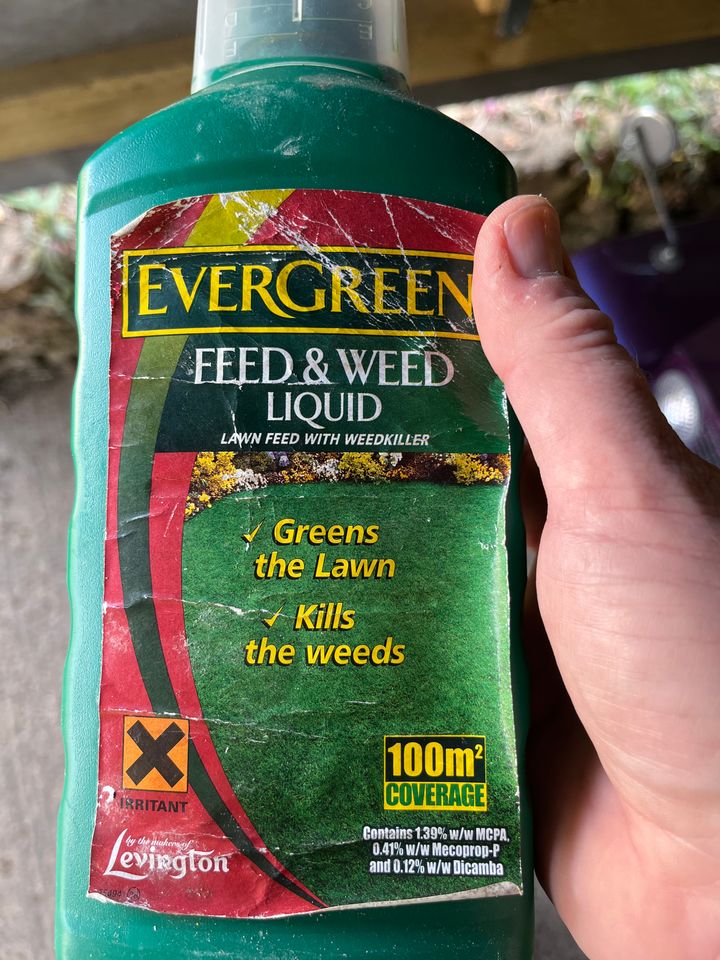 EVERGREEN
FEED & WEED
LIQUID
LAWN FEED WITH WEEDKILLER
✓ Greens
the Lawn
✓ Kills
the weeds
100m²
COVERAGE
IRRITANT
Contains 1.39% w/w MCPA,
0.41% w/w Mecoprop-P
and 0.12% w/w Dicamba
by the makers of
Levington